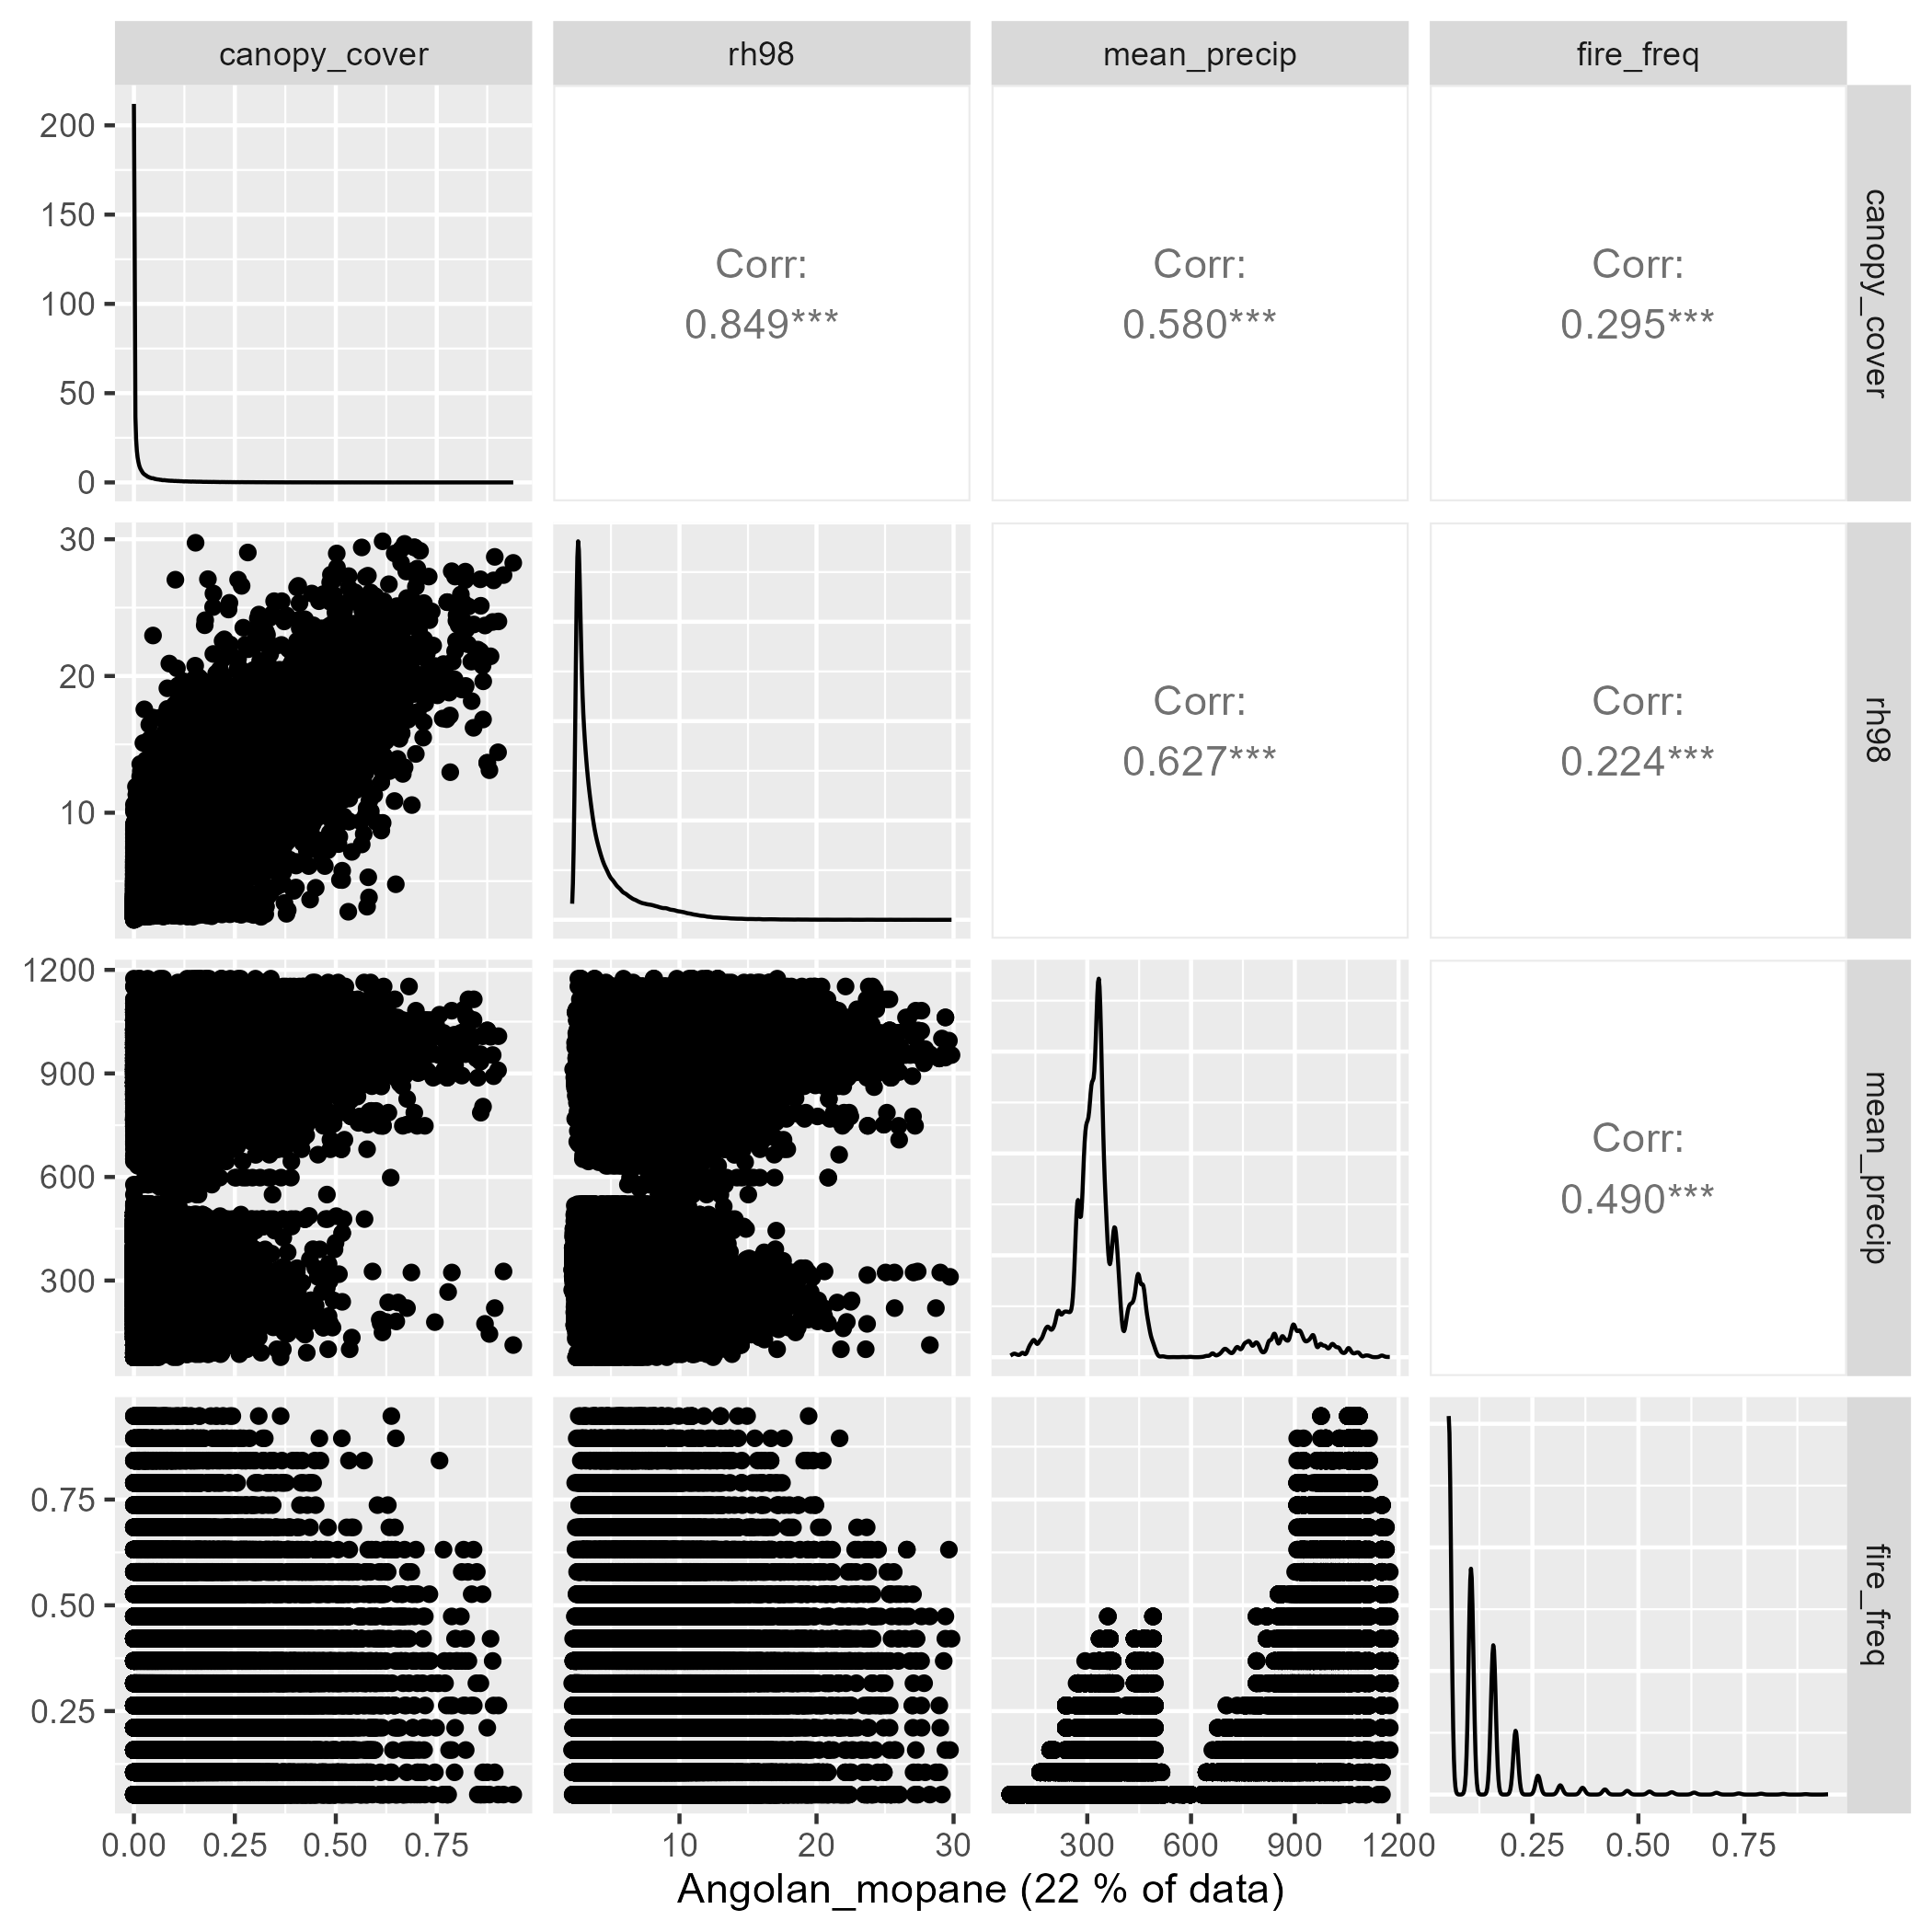 canopy_cover rh98 mean_precip fire_freq
200
150
100
50
0
Corr:
0.849***
Corr:
0.580***
Corr:
0.295***
canopy_cover
30
20
10
Corr:
0.627***
Corr:
0.224***
rh98
1200
900
600
300
Corr:
0.490***
mean_precip
0.75
0.50
0.25
fire_freq
0.00 0.25 0.50 0.75 10 20 30 300 600 900 1200 0.25 0.50 0.75
Angolan_mopane (22 % of data)